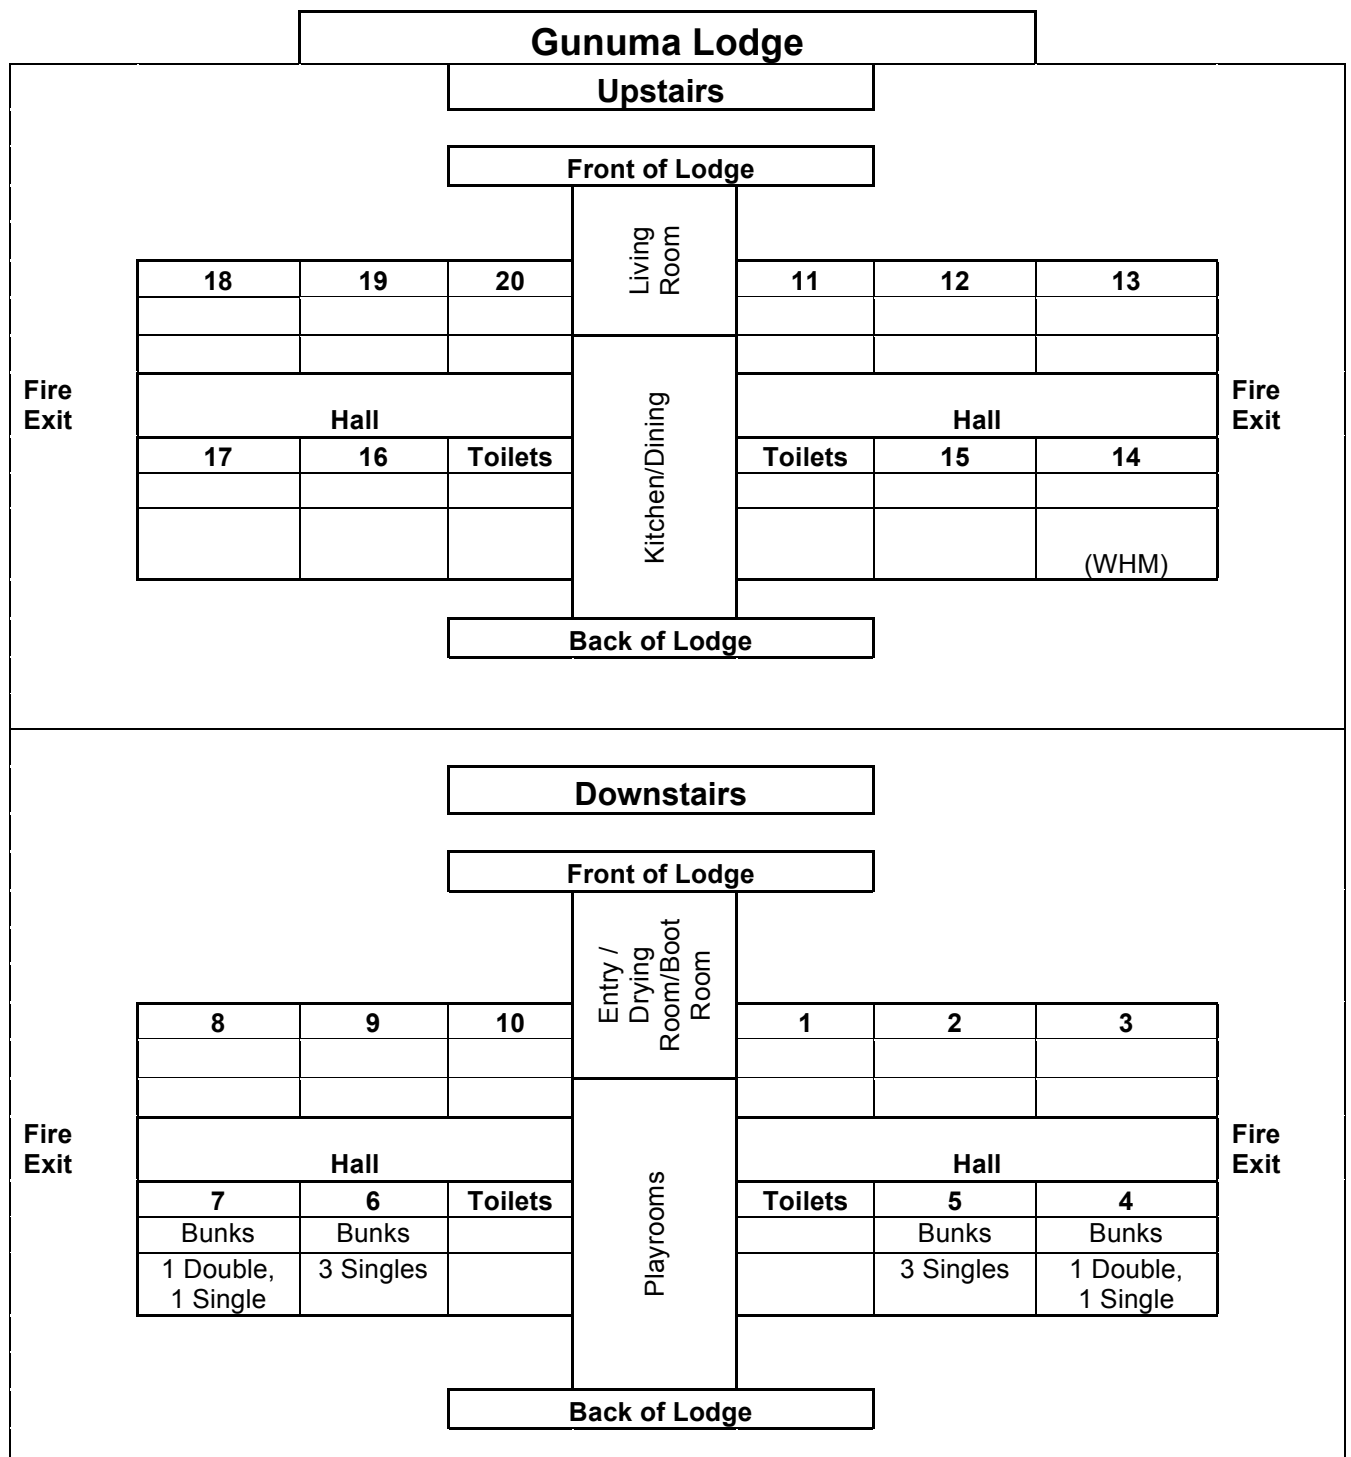 Gunuma Lodge
Upstairs
Front of Lodge
Living
Room
18 19 20 11 12 13
Fire
Exit
Hall
Kitchen/Dining
Hall
Fire
Exit
17 16 Toilets Toilets 15 14
(WHM)
Back of Lodge
Downstairs
Front of Lodge
Entry /
Drying
Room/Boot
Room
8 9 10 1 2 3
Fire
Exit
Hall
Playrooms
Hall
Fire
Exit
7 6 Toilets Toilets 5 4
Bunks Bunks Bunks Bunks
1 Double, 3 Singles 3 Singles 1 Double,
1 Single 1 Single
Back of Lodge